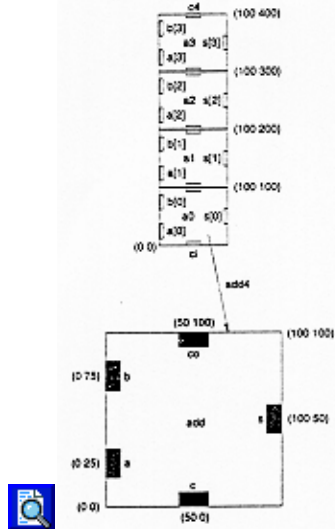 c4 (100 400)
b[3]
a3 s[3]
a[3]
(100 300)
b[2]
a2 s[2]
a[2]
(100 200)
b[1]
a1 s[1]
a[1]
(100 100)
b[0]
a0 s[0]
a[0]
(0 0)
ci
add4
(50 100)
(100 100)
co
(0 75) b
add
s (100 50)
(0 25) a
c
(0 0)
(50 0)